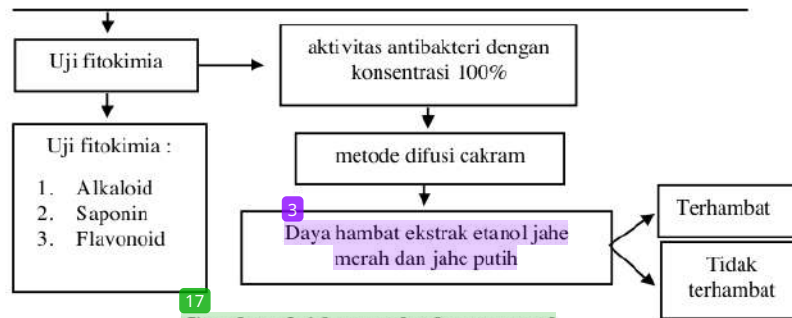 Uji fitokimia
aktivitas antibakteri dengan
konsentrasi 100%
Uji fitokimia :
1. Alkaloid
2. Saponin
3. Flavonoid
metode difusi cakram
3
Daya hambat ekstrak etanol jahe
merah dan jahe putih
Terhambat
Tidak
terhambat
17